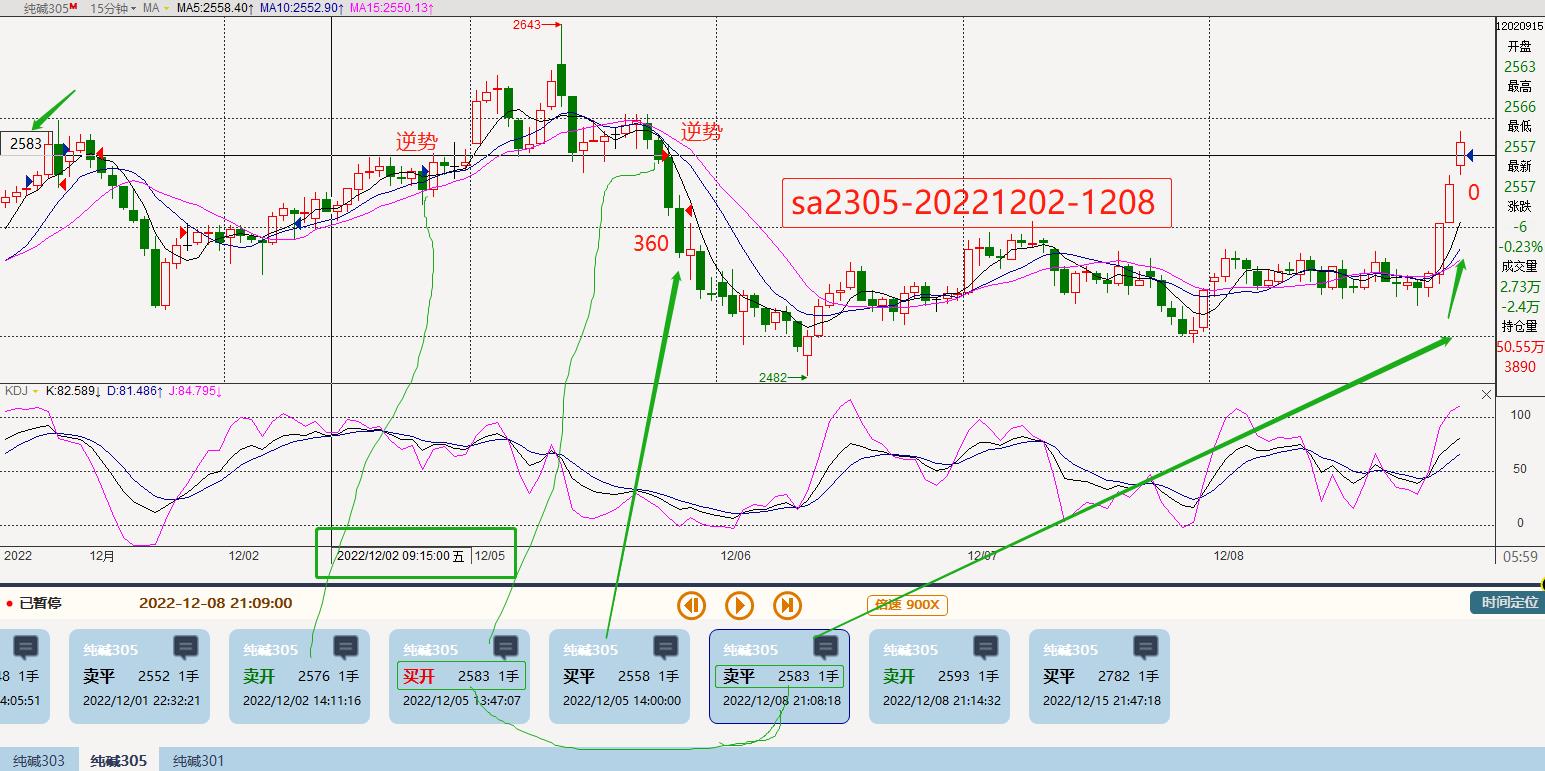 纯碱305M 15分钟 MA MA5:2558.40↑ MA10:2552.90↑ MA15:2550.13↑
12020915
开盘
2563
最高
2566
最低
2557
最新
2557
涨跌
-6
-0.23%
成交量
2.73万
-2.4万
持仓量
50.55万
3890
2643
2583
逆势
逆势
sa2305-20221202-1208
0
360
2482
KDJ K:82.589↓ D:81.486↑ J:84.795↓
100
50
0
2022 12月 12/02 2022/12/02 09:15:00 五 12/05 12/06 12/07 12/08 05:59
已暂停 2022-12-08 21:09:00 倍速 900X 时间定位
8 1手
4:05:51
纯碱305
卖平 2552 1手
2022/12/01 22:32:21
纯碱305
卖开 2576 1手
2022/12/02 14:11:16
纯碱305
买开 2583 1手
2022/12/05 13:47:07
纯碱305
买平 2558 1手
2022/12/05 14:00:00
纯碱305
卖平 2583 1手
2022/12/08 21:08:18
纯碱305
卖开 2593 1手
2022/12/08 21:14:32
纯碱305
买平 2782 1手
2022/12/15 21:47:18
纯碱303 纯碱305 纯碱301